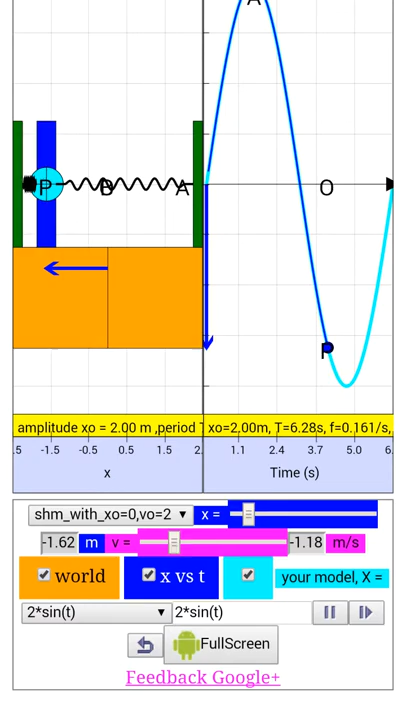 A
P B A O
P
amplitude xo = 2.00 m ,period T xo=2,00m, T=6.28s, f=0.161/s,
.5 -1.5 -0.5 0.5 1.5 2. 1.1 2.4 3.7 5.0 6.
x Time (s)
shm_with_xo=0,vo=2 x =
-1.62 m v = -1.18 m/s
world x vs t your model, X =
2*sin(t) 2*sin(t)
FullScreen
Feedback Google+